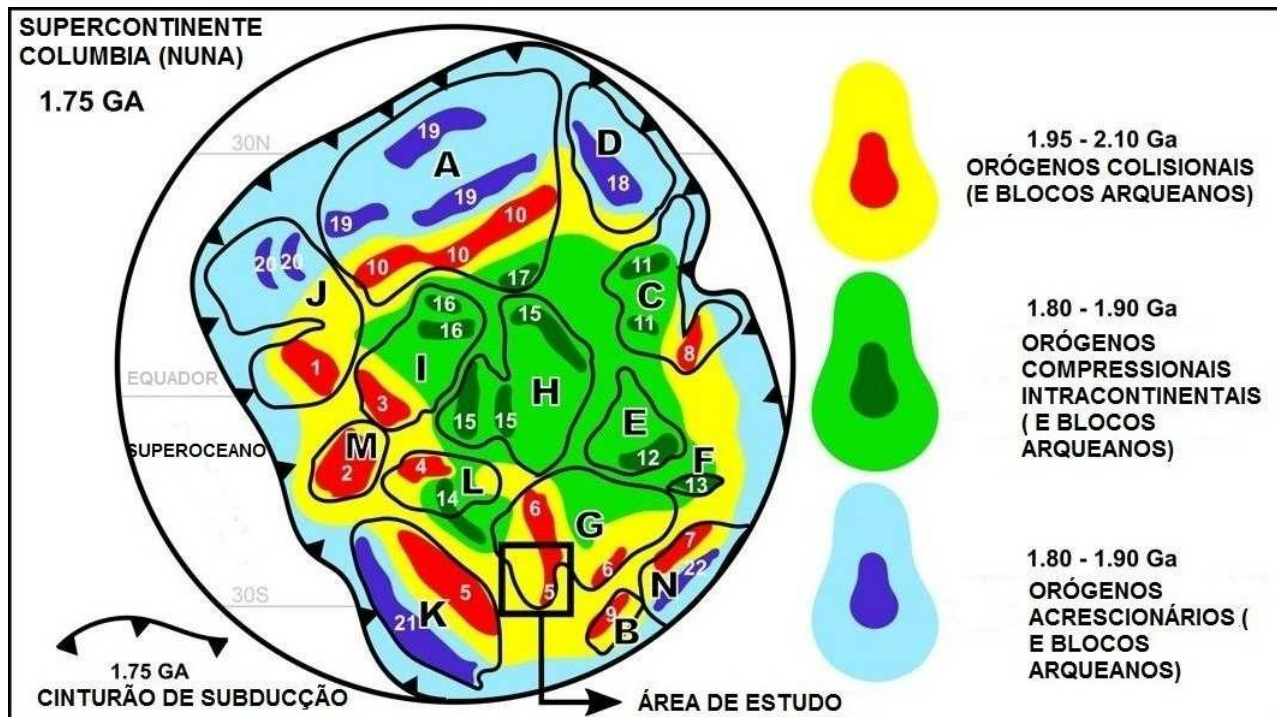 SUPERCONTINENTE
COLUMBIA (NUNA)
1.75 GA
30N
EQUADOR
SUPEROCEANO
30S
A
B
C
D
E
F
G
H
I
J
K
L
M
N
19
19
19
10
10
10
18
17
11
11
16
16
15
15
15
20
20
1
8
3
2
4
14
12
13
6
6
7
22
5
5
9
21
1.75 GA
CINTURÃO DE SUBDUCÇÃO
ÁREA DE ESTUDO
1.95 - 2.10 Ga
ORÓGENOS COLISIONAIS
(E BLOCOS ARQUEANOS)
1.80 - 1.90 Ga
ORÓGENOS
COMPRESSIONAIS
INTRACONTINENTAIS
( E BLOCOS
ARQUEANOS)
1.80 - 1.90 Ga
ORÓGENOS
ACRESCIONÁRIOS (
E BLOCOS
ARQUEANOS)